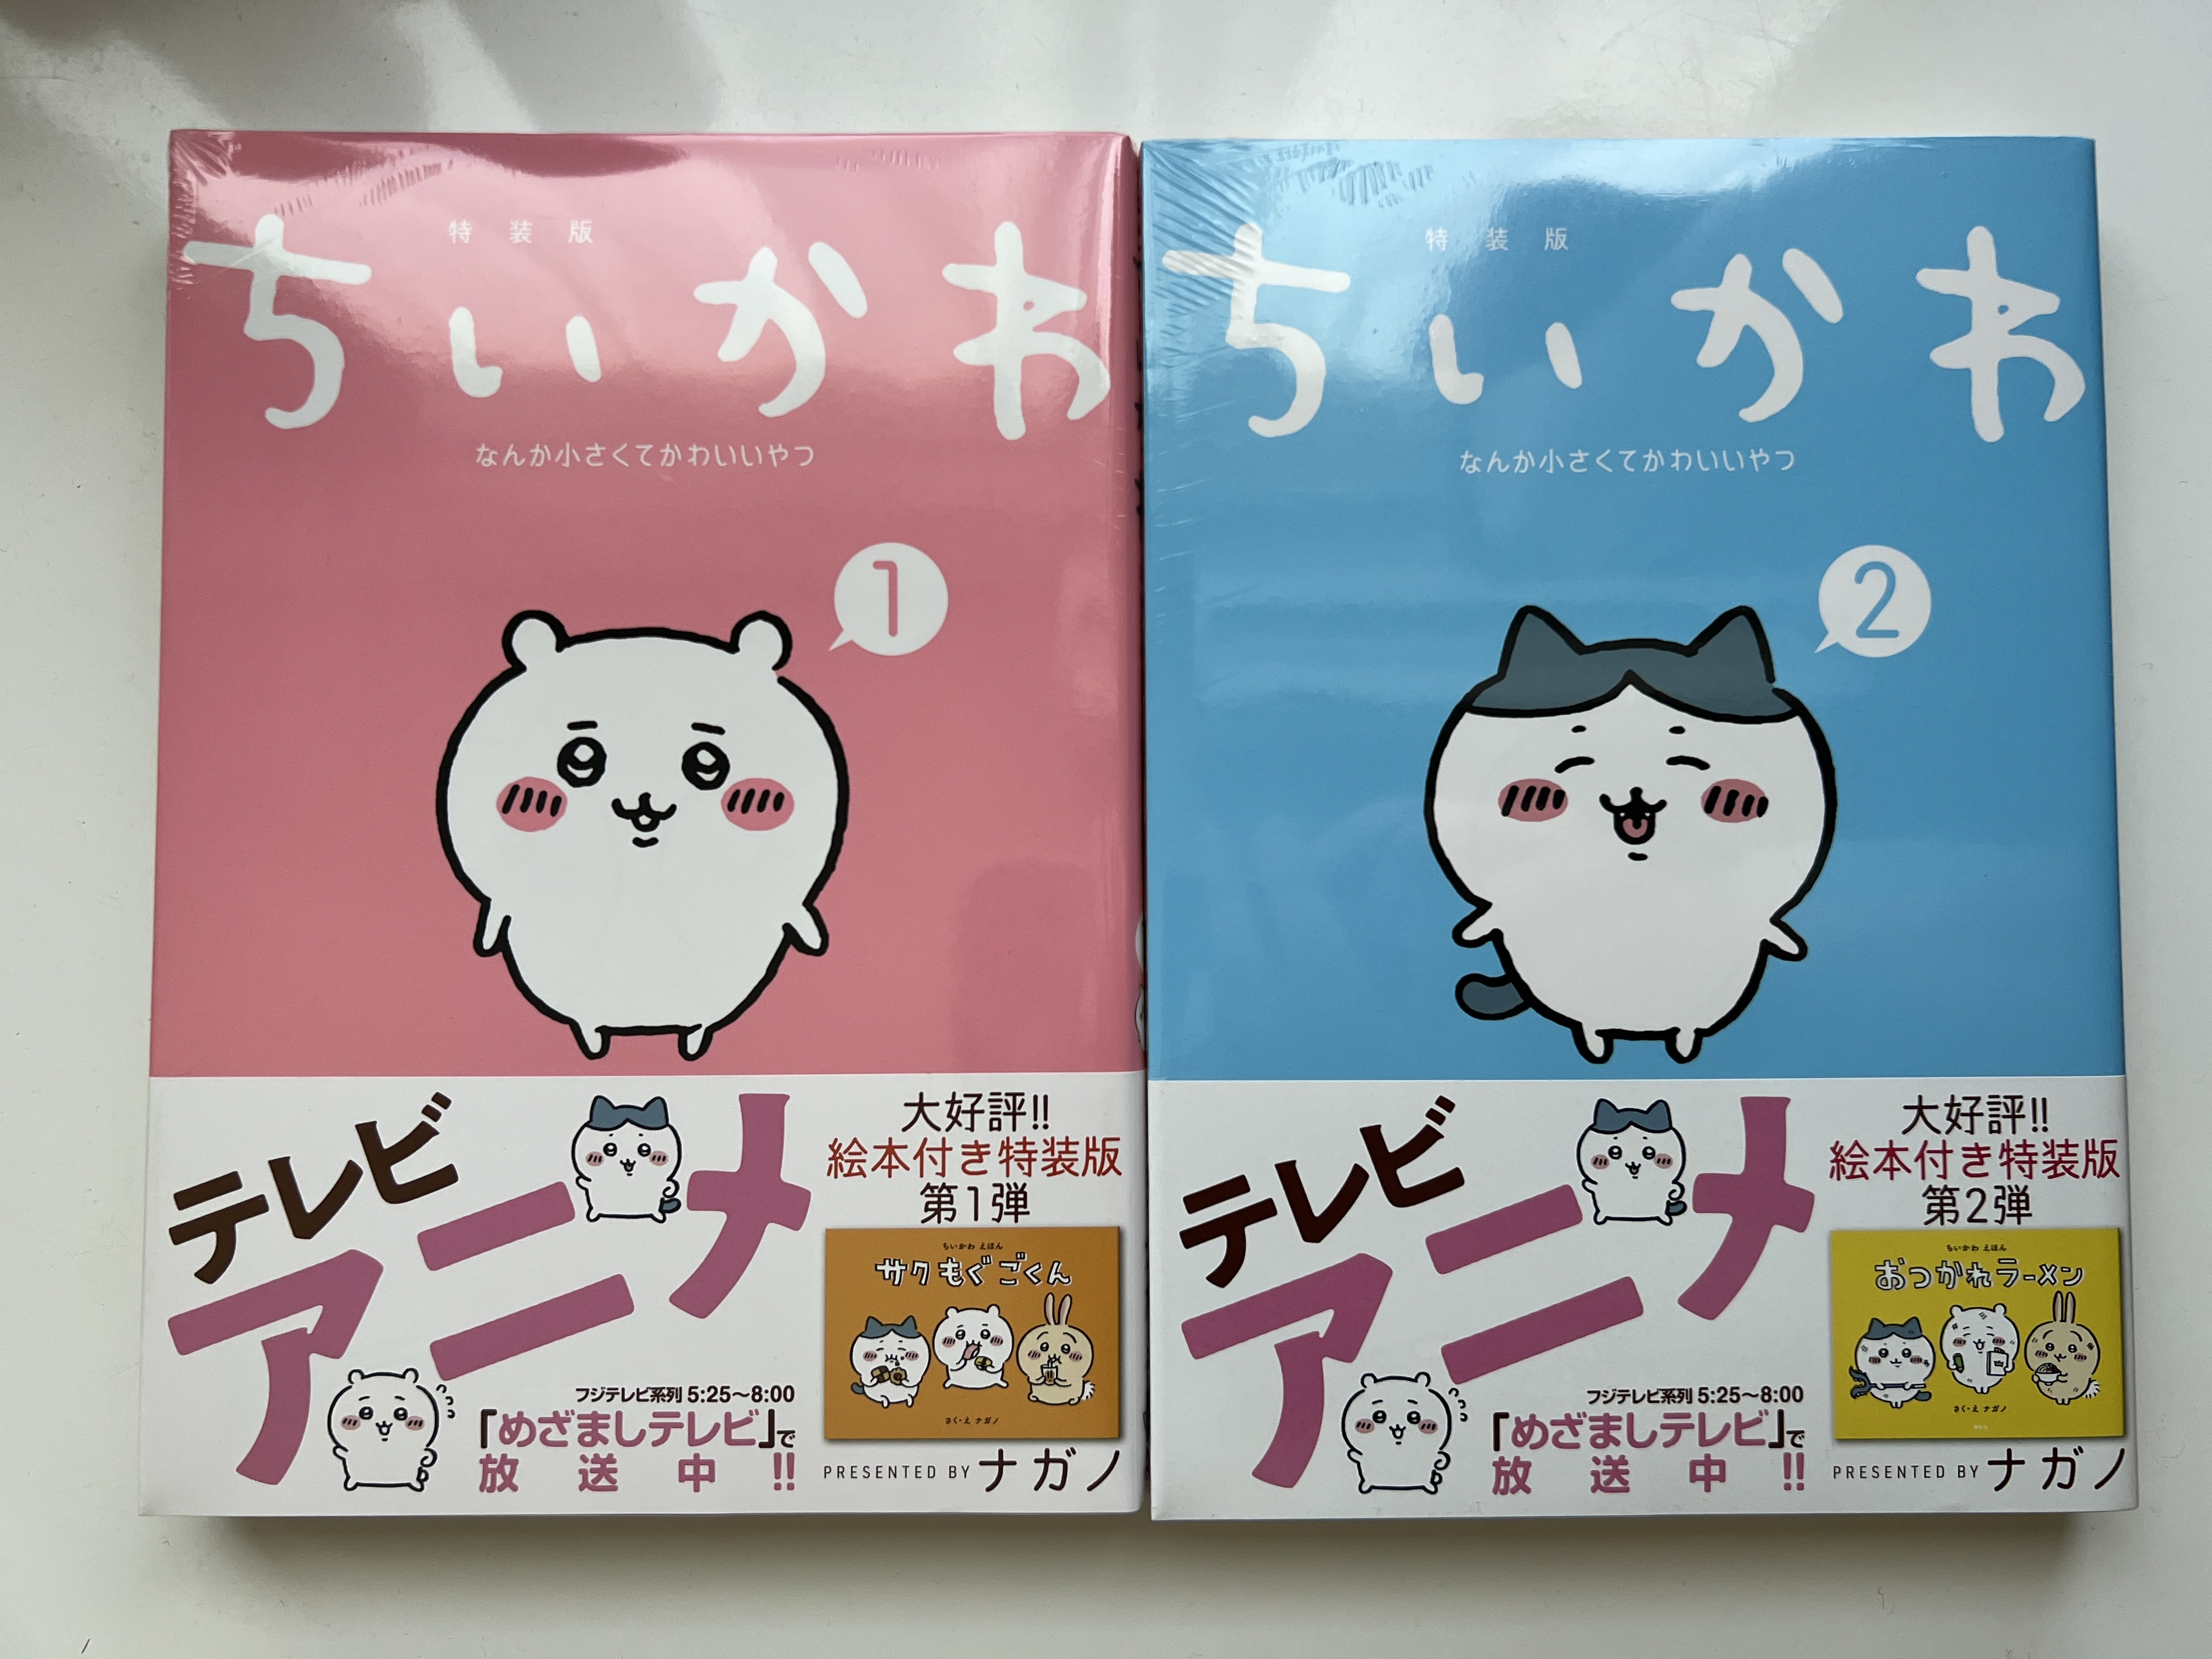 特装版
ちいかわ
なんか小さくてかわいいやつ
1
テレビ
アニメ
フジテレビ系列 5:25〜8:00
「めざましテレビ」で
放送中!!
大好評!!
絵本付き特装版
第1弾
ちいかわ えほん
サクもぐごくん
さく・え ナガノ
PRESENTED BY ナガノ
特装版
ちいかわ
なんか小さくてかわいいやつ
2
テレビ
アニメ
フジテレビ系列 5:25〜8:00
「めざましテレビ」で
放送中!!
大好評!!
絵本付き特装版
第2弾
ちいかわ えほん
おつかれラーメン
さく・え ナガノ
PRESENTED BY ナガノ